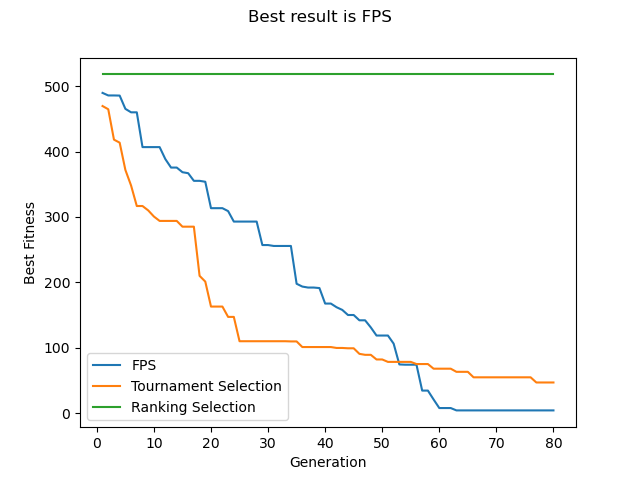 Best result is FPS
Best Fitness
500
400
300
200
100
0
FPS
Tournament Selection
Ranking Selection
0 10 20 30 40 50 60 70 80
Generation